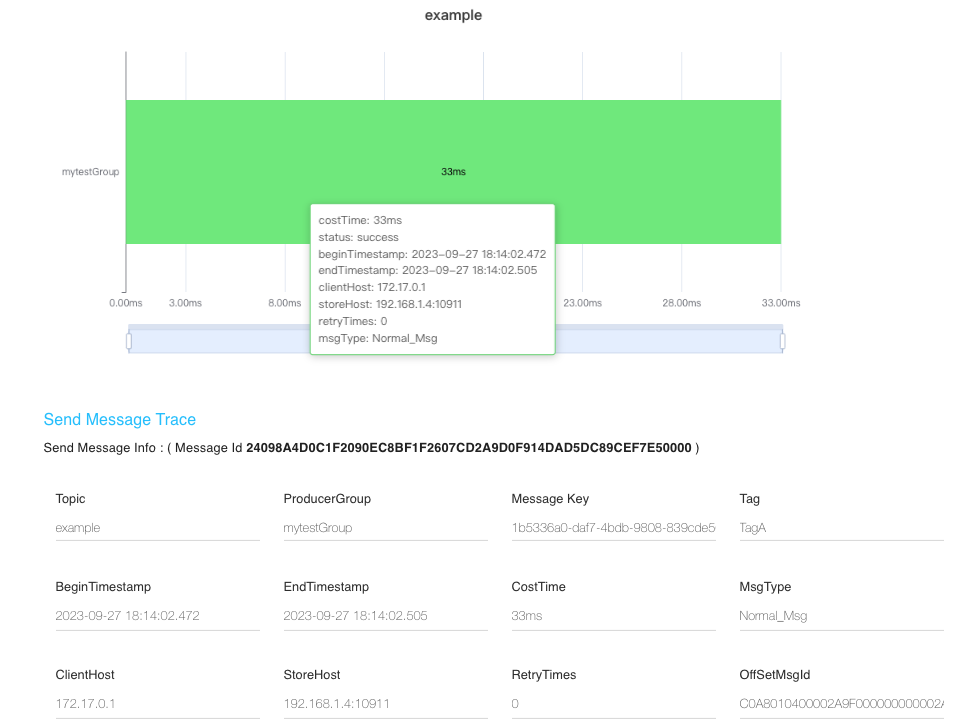 example
mytestGroup
33ms
costTime: 33ms
status: success
beginTimestamp: 2023-09-27 18:14:02.472
endTimestamp: 2023-09-27 18:14:02.505
clientHost: 172.17.0.1
storeHost: 192.168.1.4:10911
retryTimes: 0
msgType: Normal_Msg
0.00ms 3.00ms 8.00ms 23.00ms 28.00ms 33.00ms
Send Message Trace
Send Message Info : ( Message Id 24098A4D0C1F2090EC8BF1F2607CD2A9D0F914DAD5DC89CEF7E50000 )
Topic ProducerGroup Message Key Tag
example mytestGroup 1b5336a0-daf7-4bdb-9808-839cde5 TagA
BeginTimestamp EndTimestamp CostTime MsgType
2023-09-27 18:14:02.472 2023-09-27 18:14:02.505 33ms Normal_Msg
ClientHost StoreHost RetryTimes OffSetMsgId
172.17.0.1 192.168.1.4:10911 0 C0A8010400002A9F000000000002A